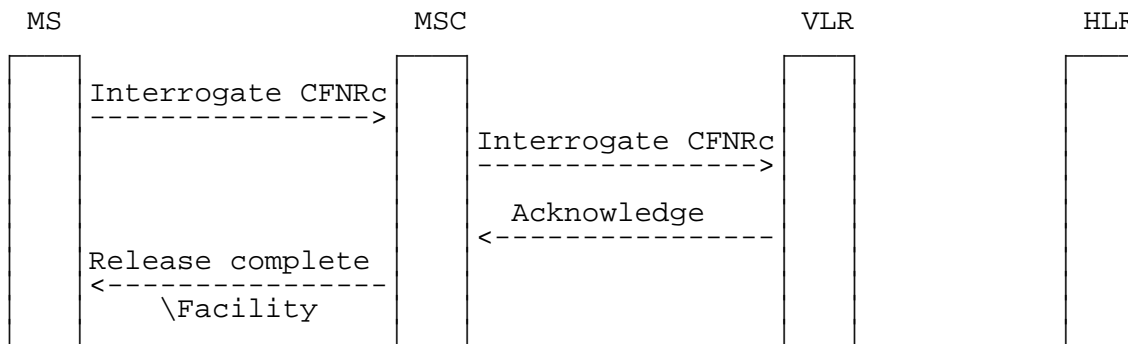 MS MSC VLR HLR
Interrogate CFNRc
---------------->
Interrogate CFNRc
---------------->
Acknowledge
<----------------
Release complete
<----------------
\Facility